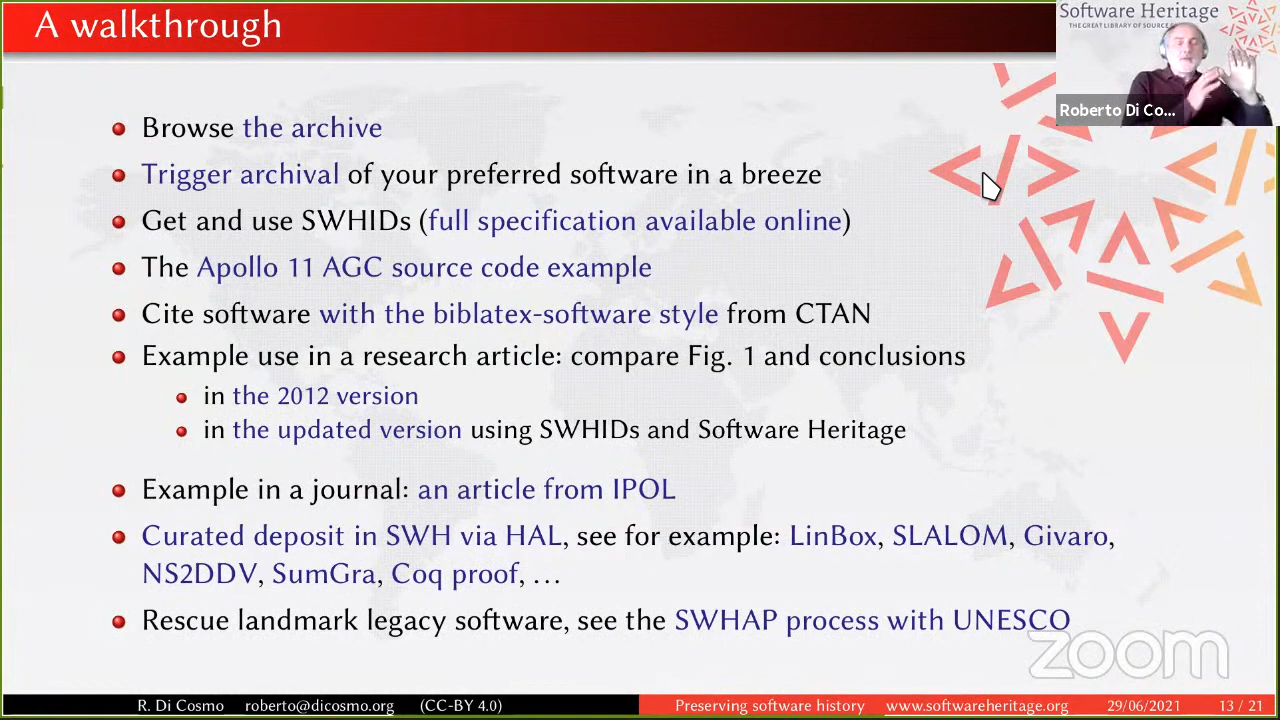 A walkthrough
Software Heritage
THE GREAT LIBRARY OF SOURCE
Roberto Di Co...
Browse the archive
Trigger archival of your preferred software in a breeze
Get and use SWHIDs (full specification available online)
The Apollo 11 AGC source code example
Cite software with the biblatex-software style from CTAN
Example use in a research article: compare Fig. 1 and conclusions
in the 2012 version
in the updated version using SWHIDs and Software Heritage
Example in a journal: an article from IPOL
Curated deposit in SWH via HAL, see for example: LinBox, SLALOM, Givaro,
NS2DDV, SumGra, Coq proof, …
Rescue landmark legacy software, see the SWHAP process with UNESCO
zoom
R. Di Cosmo roberto@dicosmo.org (CC-BY 4.0) Preserving software history www.softwareheritage.org 29/06/2021 13 / 21